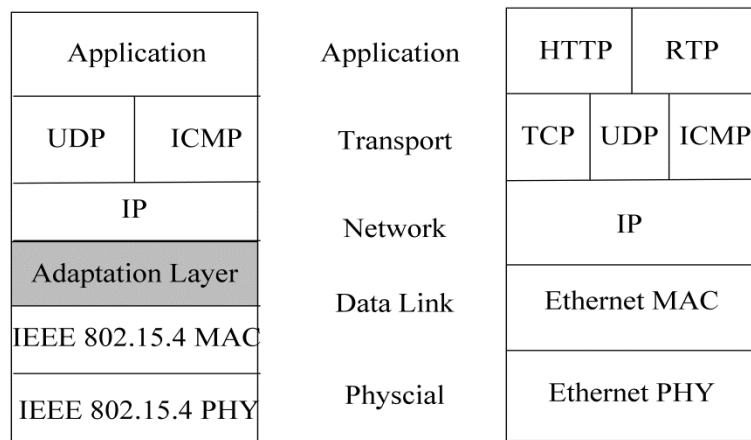 Application
UDP ICMP
IP
Adaptation Layer
IEEE 802.15.4 MAC
IEEE 802.15.4 PHY
Application
Transport
Network
Data Link
Physcial
HTTP RTP
TCP UDP ICMP
IP
Ethernet MAC
Ethernet PHY